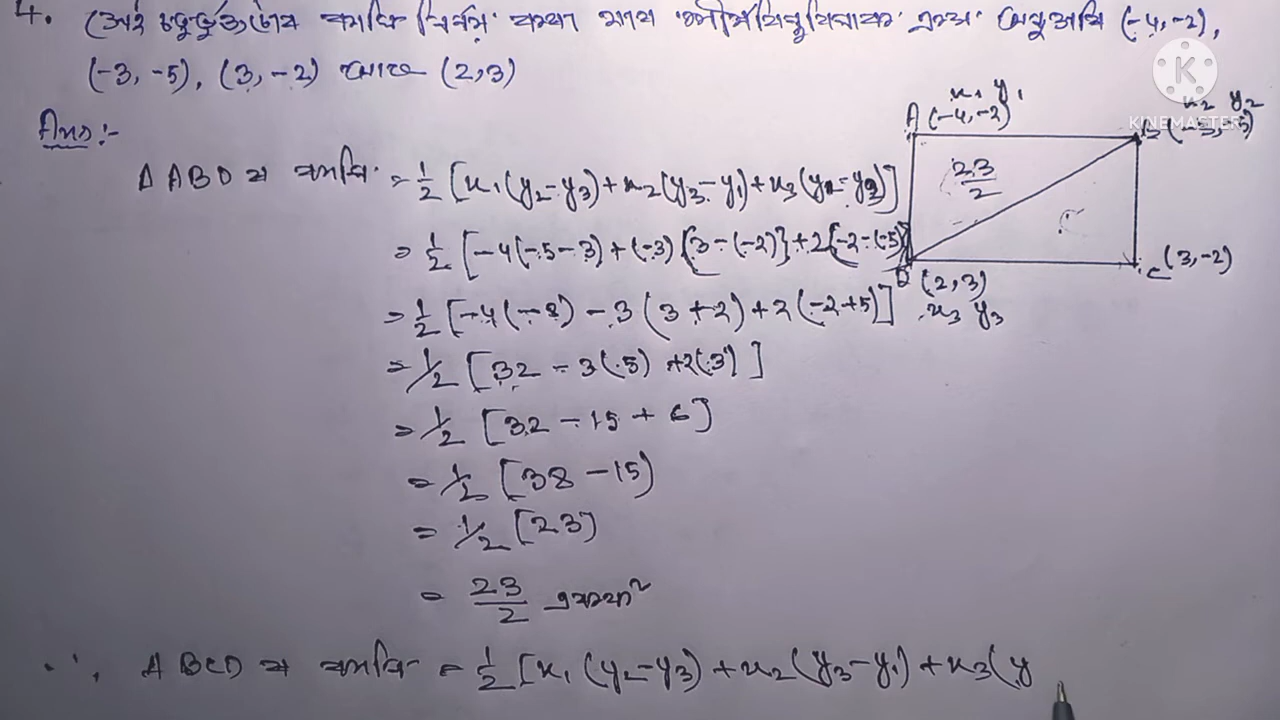 4. চতুৰ্ভুজটোৰ কালি নিৰ্ণয় কৰা যাৰ শীৰ্ষবিন্দুবিলাক (-4, -2),
(-3, -5), (3, -2) আৰু (2, 3)
Ans:-
Δ ABD ৰ কালি = 1/2 [x₁(y₂-y₃)+x₂(y₃-y₁)+x₃(y₁-y₂)]
= 1/2 [-4(-5-3)+(-3){3-(-2)}+2{-2-(-5)}]
= 1/2 [-4(-8) - 3(3+2)+2(-2+5)]
= 1/2 [32 - 3(5) +2(3)]
= 1/2 [32 - 15 + 6]
= 1/2 [38 - 15)
= 1/2 [23)
= 23/2 একক²
∴ Δ BCD ৰ কালি = 1/2 [x₁(y₂-y₃)+x₂(y₃-y₁)+x₃(y
x₁ y₁
A (-4, -2)
x₂ y₂
B (-3, -5)
23/2
C (3, -2)
D (2, 3)
x₃ y₃
K
KINEMASTER